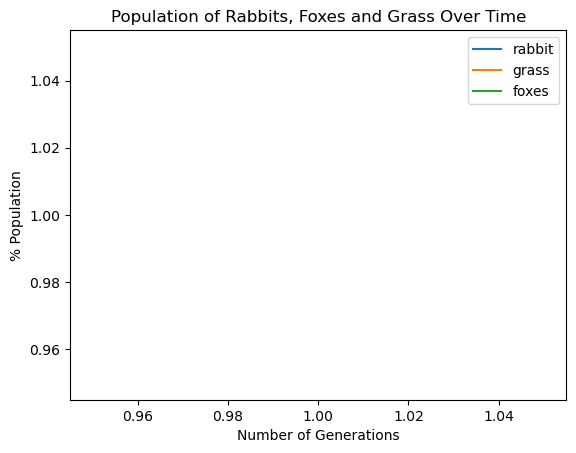 Population of Rabbits, Foxes and Grass Over Time
rabbit
grass
foxes
1.04
1.02
1.00
0.98
0.96
% Population
0.96 0.98 1.00 1.02 1.04
Number of Generations